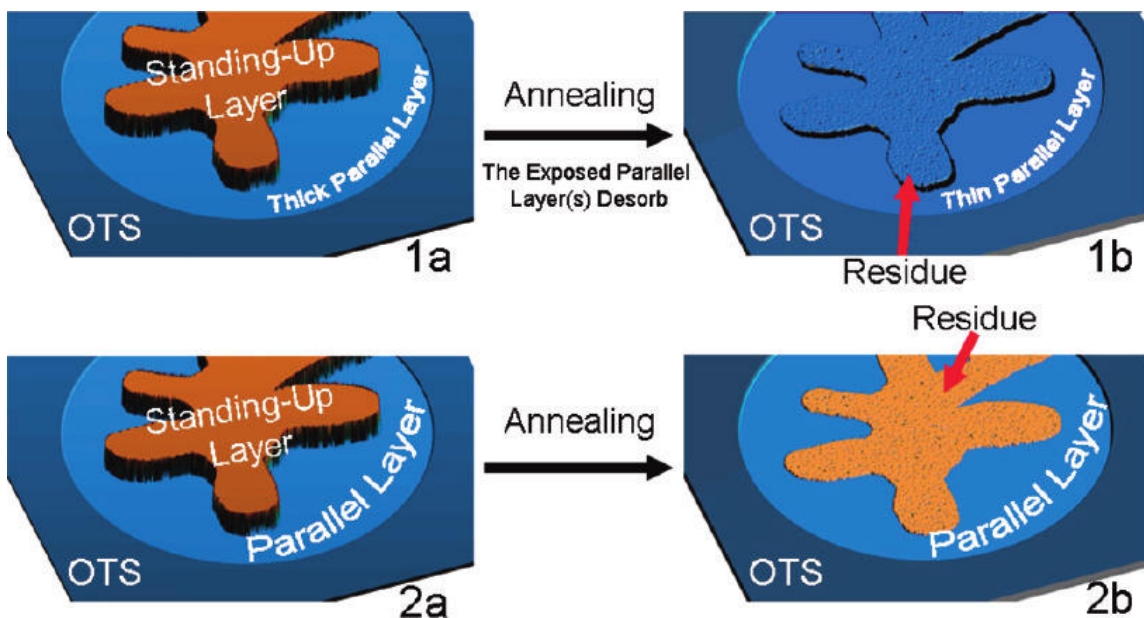 Standing-Up
Layer
Thick Parallel Layer
OTS
1a
Annealing
The Exposed Parallel
Layer(s) Desorb
Thin Parallel Layer
OTS
1b
Residue
Residue
Standing-Up
Layer
Parallel Layer
OTS
2a
Annealing
Parallel Layer
OTS
2b